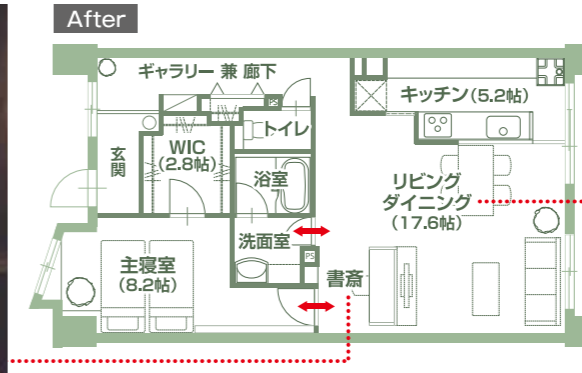 After
ギャラリー 兼 廊下
キッチン(5.2帖)
PS
トイレ
玄関
WIC
(2.8帖)
浴室
リビング
ダイニング
(17.6帖)
洗面室
PS
主寝室
(8.2帖)
書斎